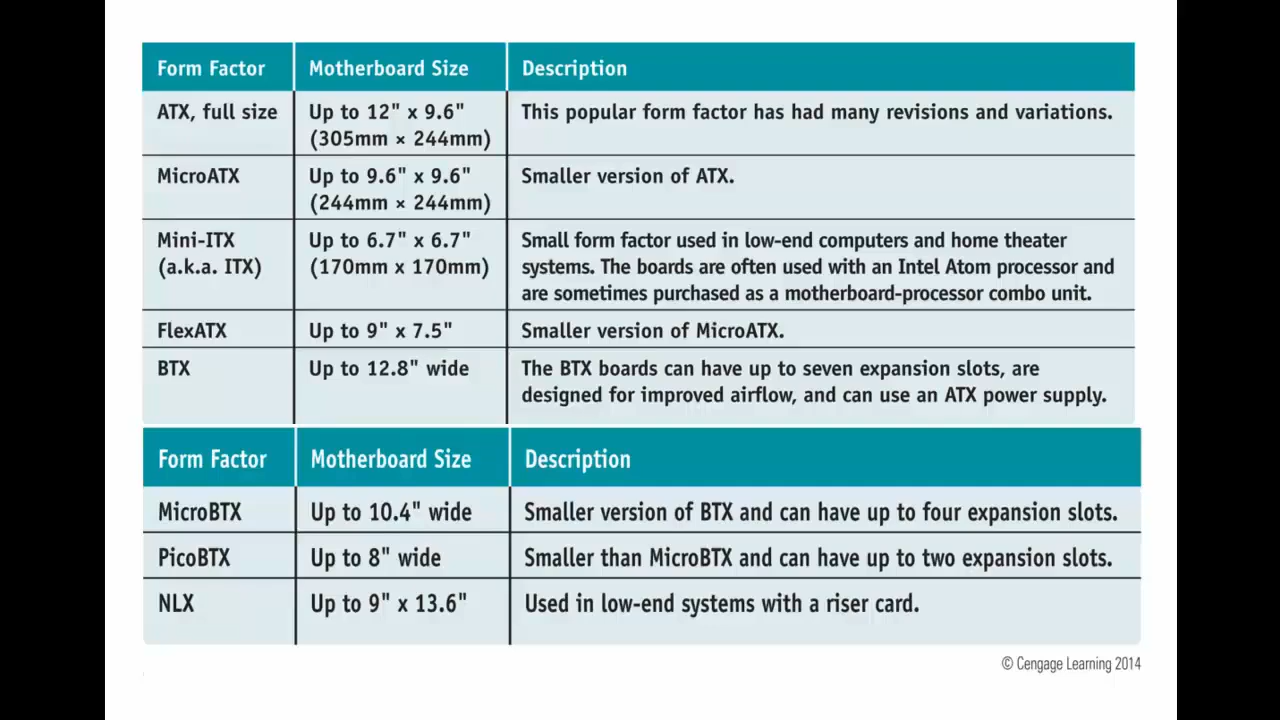 Form Factor Motherboard Size Description
ATX, full size Up to 12" x 9.6" This popular form factor has had many revisions and variations.
(305mm × 244mm)
MicroATX Up to 9.6" x 9.6" Smaller version of ATX.
(244mm × 244mm)
Mini-ITX Up to 6.7" x 6.7" Small form factor used in low-end computers and home theater
(a.k.a. ITX) (170mm x 170mm) systems. The boards are often used with an Intel Atom processor and
are sometimes purchased as a motherboard-processor combo unit.
FlexATX Up to 9" x 7.5" Smaller version of MicroATX.
BTX Up to 12.8" wide The BTX boards can have up to seven expansion slots, are
designed for improved airflow, and can use an ATX power supply.
Form Factor Motherboard Size Description
MicroBTX Up to 10.4" wide Smaller version of BTX and can have up to four expansion slots.
PicoBTX Up to 8" wide Smaller than MicroBTX and can have up to two expansion slots.
NLX Up to 9" x 13.6" Used in low-end systems with a riser card.
© Cengage Learning 2014